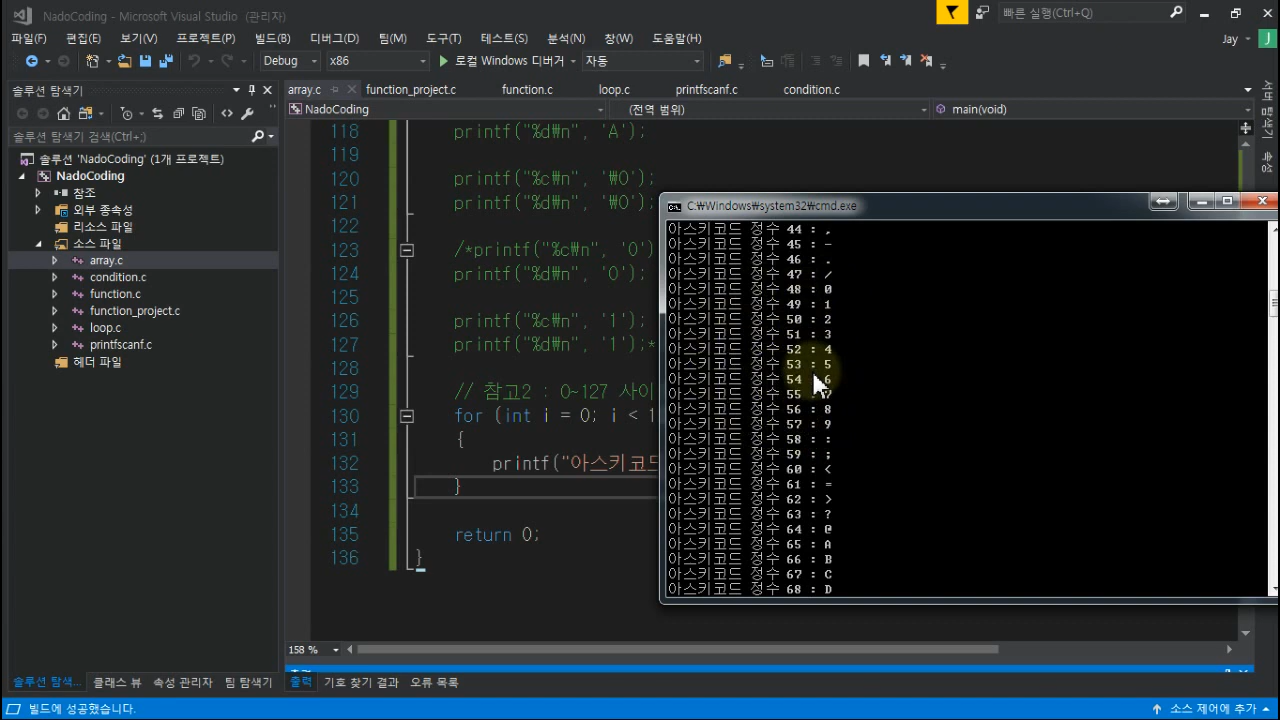 NadoCoding - Microsoft Visual Studio (관리자)
빠른 실행(Ctrl+Q)
파일(F) 편집(E) 보기(V) 프로젝트(P) 빌드(B) 디버그(D) 팀(M) 도구(T) 테스트(S) 분석(N) 창(W) 도움말(H)
Jay
J
Debug x86 로컬 Windows 디버거 자동
솔루션 탐색기
array.c function_project.c function.c loop.c printfscanf.c condition.c
NadoCoding (전역 범위) main(void)
솔루션 탐색기 검색(Ctrl+;)
솔루션 'NadoCoding' (1개 프로젝트)
NadoCoding
참조
외부 종속성
리소스 파일
소스 파일
array.c
condition.c
function.c
function_project.c
loop.c
printfscanf.c
헤더 파일
118 printf("%d₩n", 'A');
119
120 printf("%c₩n", '₩0');
121 printf("%d₩n", '₩0');
122
123 /*printf("%c₩n", '0');
124 printf("%d₩n", '0');
125
126 printf("%c₩n", '1');
127 printf("%d₩n", '1');*
128
129 // 참고2 : 0~127 사이
130 for (int i = 0; i < 1
131 {
132 printf("아스키코드
133 }
134
135 return 0;
136 }
C:₩Windows₩system32₩cmd.exe
아스키코드 정수 44 : ,
아스키코드 정수 45 : -
아스키코드 정수 46 : .
아스키코드 정수 47 : /
아스키코드 정수 48 : 0
아스키코드 정수 49 : 1
아스키코드 정수 50 : 2
아스키코드 정수 51 : 3
아스키코드 정수 52 : 4
아스키코드 정수 53 : 5
아스키코드 정수 54 : 6
아스키코드 정수 55 : 7
아스키코드 정수 56 : 8
아스키코드 정수 57 : 9
아스키코드 정수 58 : :
아스키코드 정수 59 : ;
아스키코드 정수 60 : <
아스키코드 정수 61 : =
아스키코드 정수 62 : >
아스키코드 정수 63 : ?
아스키코드 정수 64 : @
아스키코드 정수 65 : A
아스키코드 정수 66 : B
아스키코드 정수 67 : C
아스키코드 정수 68 : D
서버 탐색기
도구 상자
158 %
솔루션 탐색... 클래스 뷰 속성 관리자 팀 탐색기
출력 기호 찾기 결과 오류 목록
빌드에 성공했습니다.
소스 제어에 추가